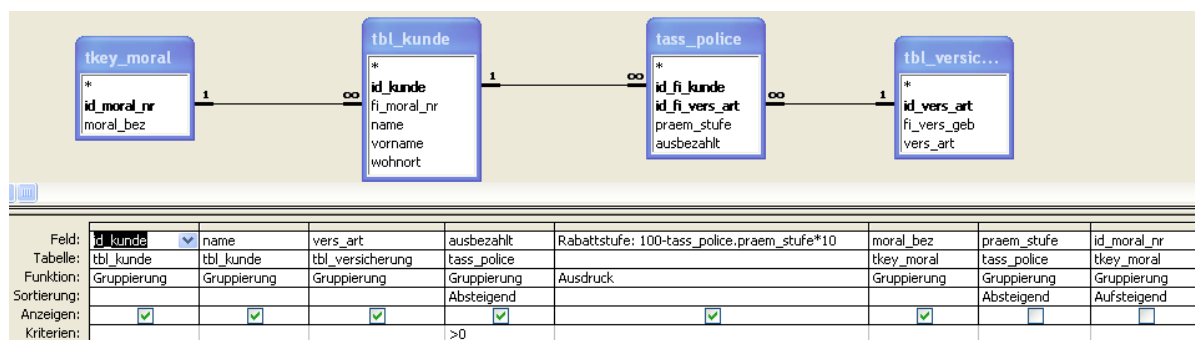 tkey_moral
*
id_moral_nr
moral_bez
1
∞
tbl_kunde
*
id_kunde
fi_moral_nr
name
vorname
wohnort
1
∞
tass_police
*
id_fi_kunde
id_fi_vers_art
praem_stufe
ausbezahlt
∞
1
tbl_versic...
*
id_vers_art
fi_vers_geb
vers_art
Feld: id_kunde name vers_art ausbezahlt Rabattstufe: 100-tass_police.praem_stufe*10 moral_bez praem_stufe id_moral_nr
Tabelle: tbl_kunde tbl_kunde tbl_versicherung tass_police tkey_moral tass_police tkey_moral
Funktion: Gruppierung Gruppierung Gruppierung Gruppierung Ausdruck Gruppierung Gruppierung Gruppierung
Sortierung: Absteigend Absteigend Aufsteigend
Anzeigen:
Kriterien: >0